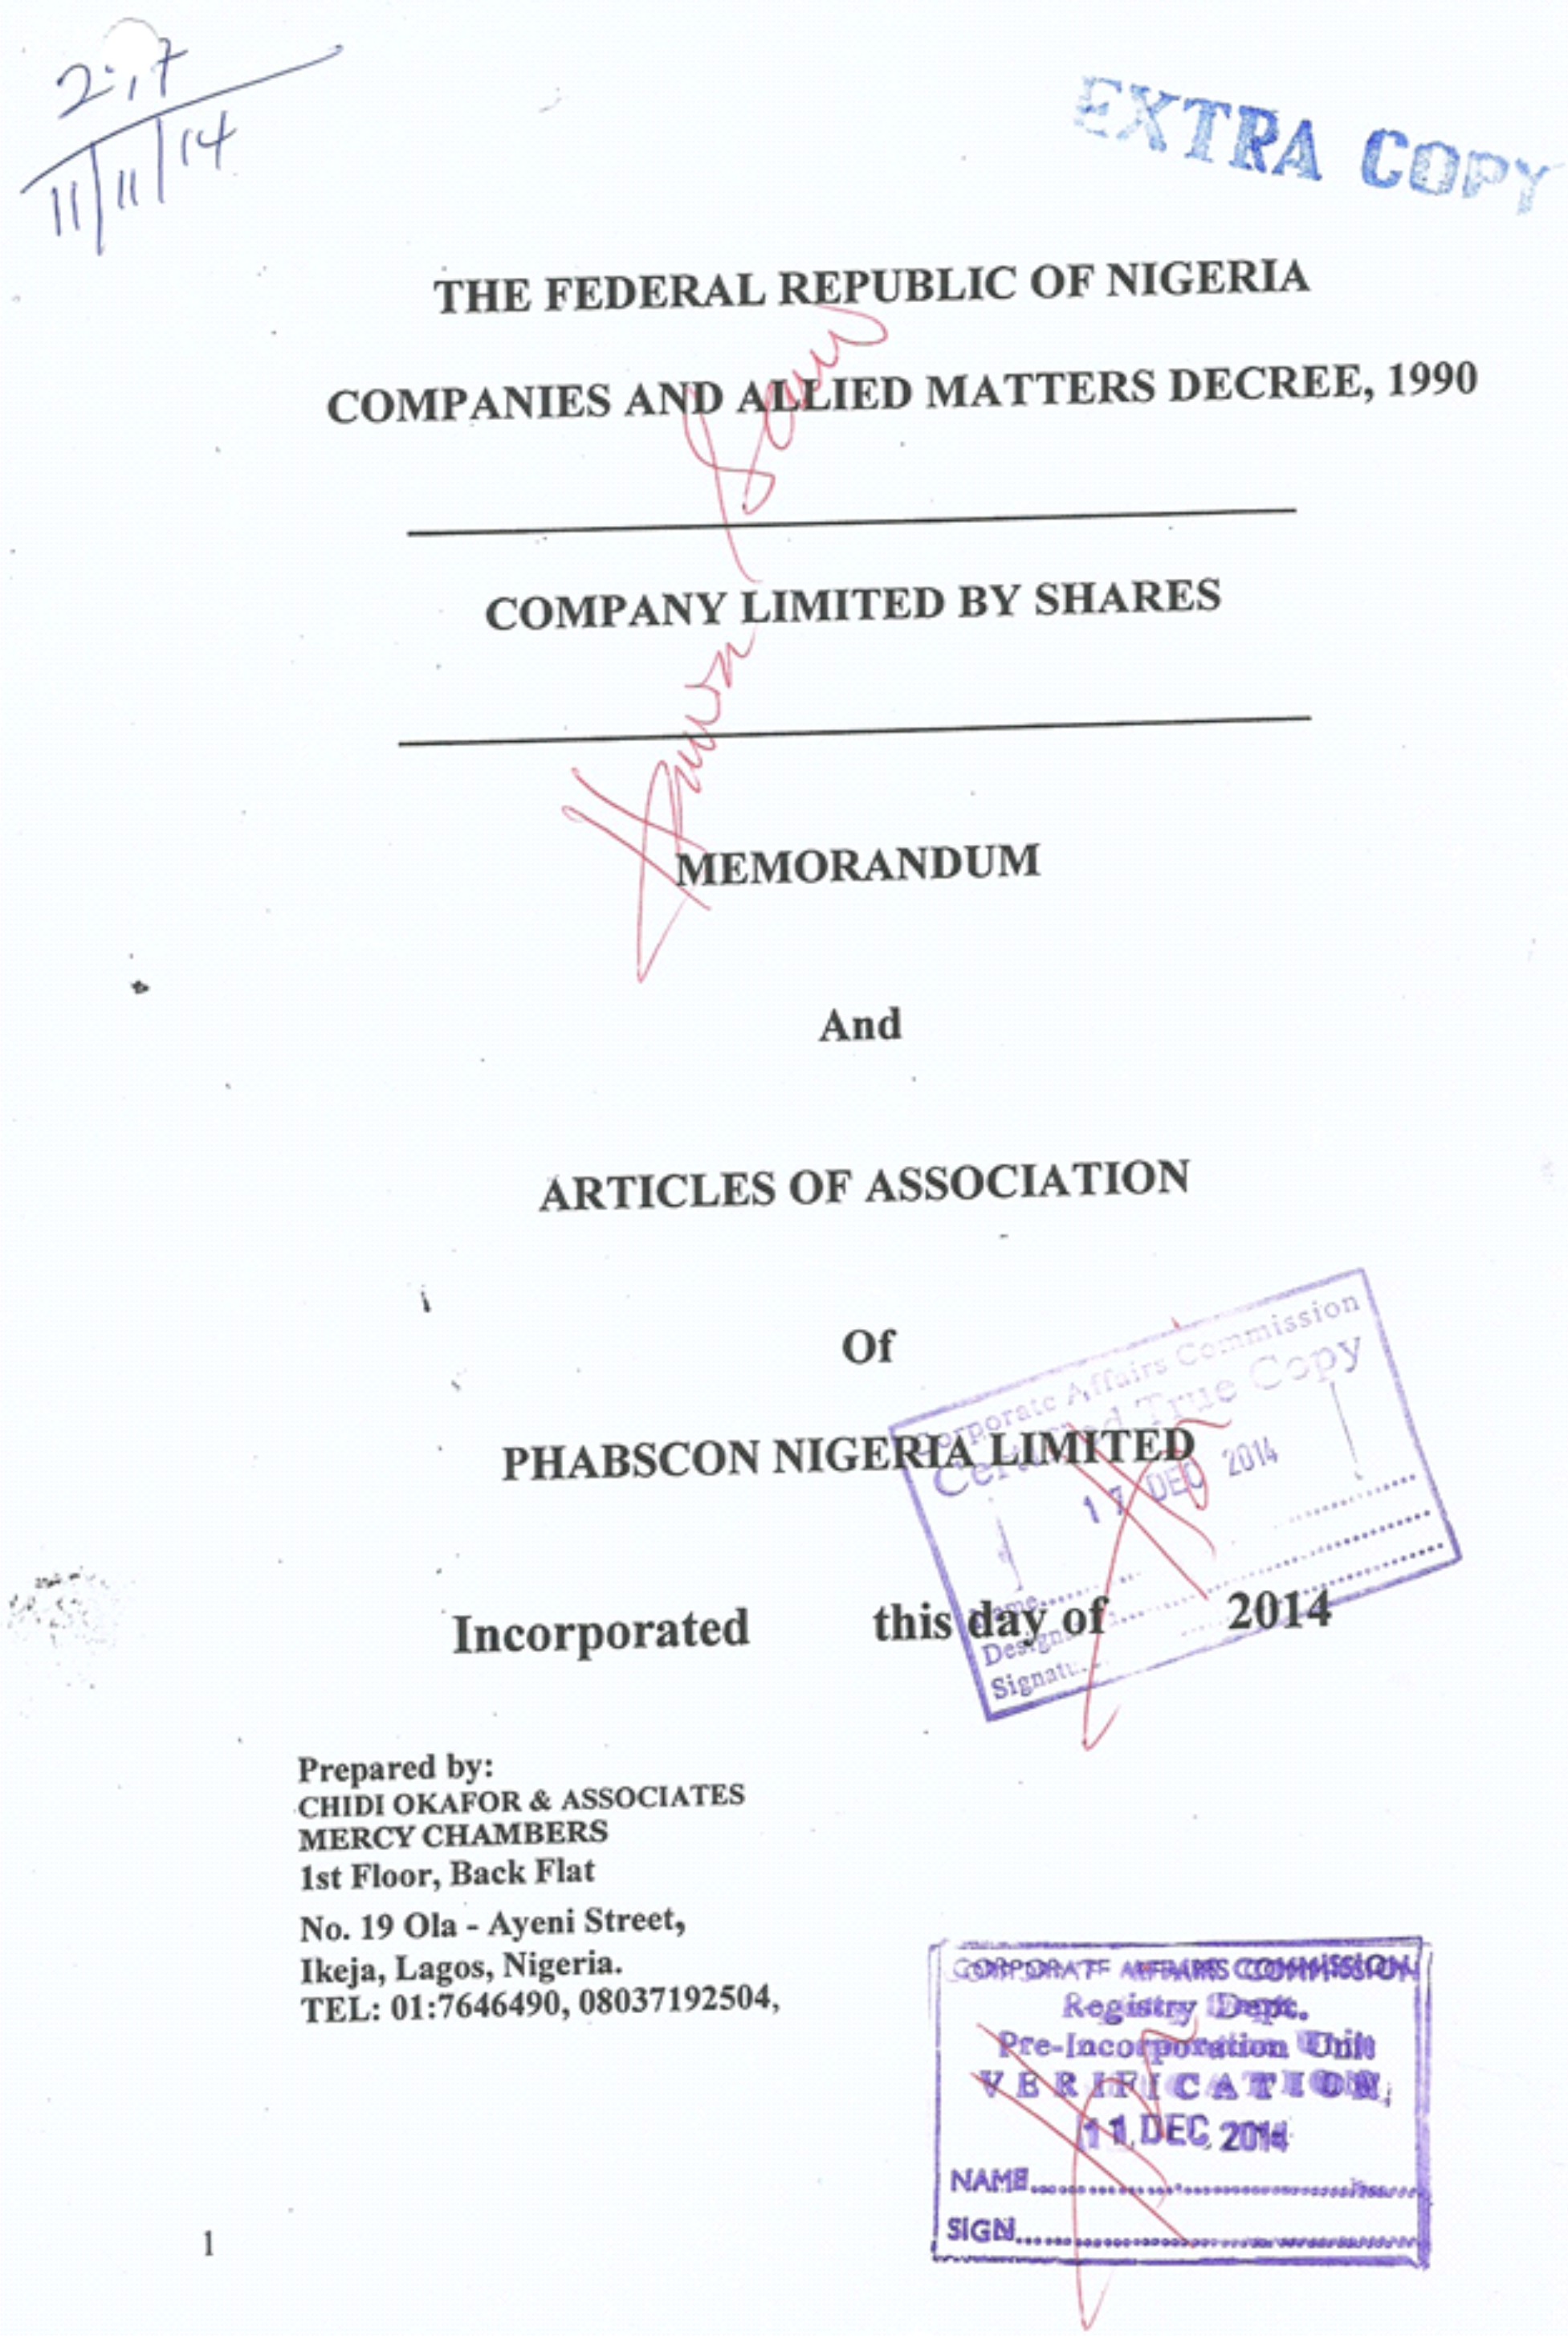 2:,7
11/11/14
EXTRA COPY
THE FEDERAL REPUBLIC OF NIGERIA
COMPANIES AND ALLIED MATTERS DECREE, 1990
COMPANY LIMITED BY SHARES
MEMORANDUM
And
ARTICLES OF ASSOCIATION
Of
PHABSCON NIGERIA LIMITED
Corporate Affairs Commission
Certified True Copy
17 DEC 2014
Name
Signatu
Incorporated this day of 2014
Prepared by:
CHIDI OKAFOR & ASSOCIATES
MERCY CHAMBERS
1st Floor, Back Flat
No. 19 Ola - Ayeni Street,
Ikeja, Lagos, Nigeria.
TEL: 01:7646490, 08037192504,
CORPORATE AFFAIRS COMMISSION
Registry Dept.
Pre-Incorporation Unit
VERIFICATION
11 DEC 2014
NAME
SIGN
1